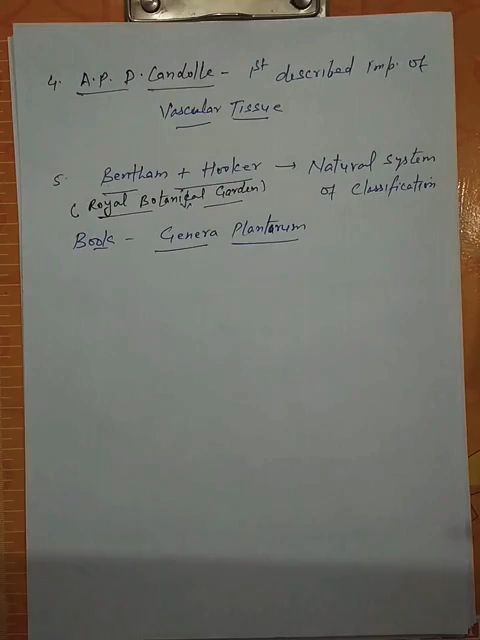 4. A.P. D. Candolle - 1st described Imp. of
Vascular Tissue
5. Bentham + Hooker → Natural System
(Royal Botanical Garden) of Classification
Book - Genera Plantarum